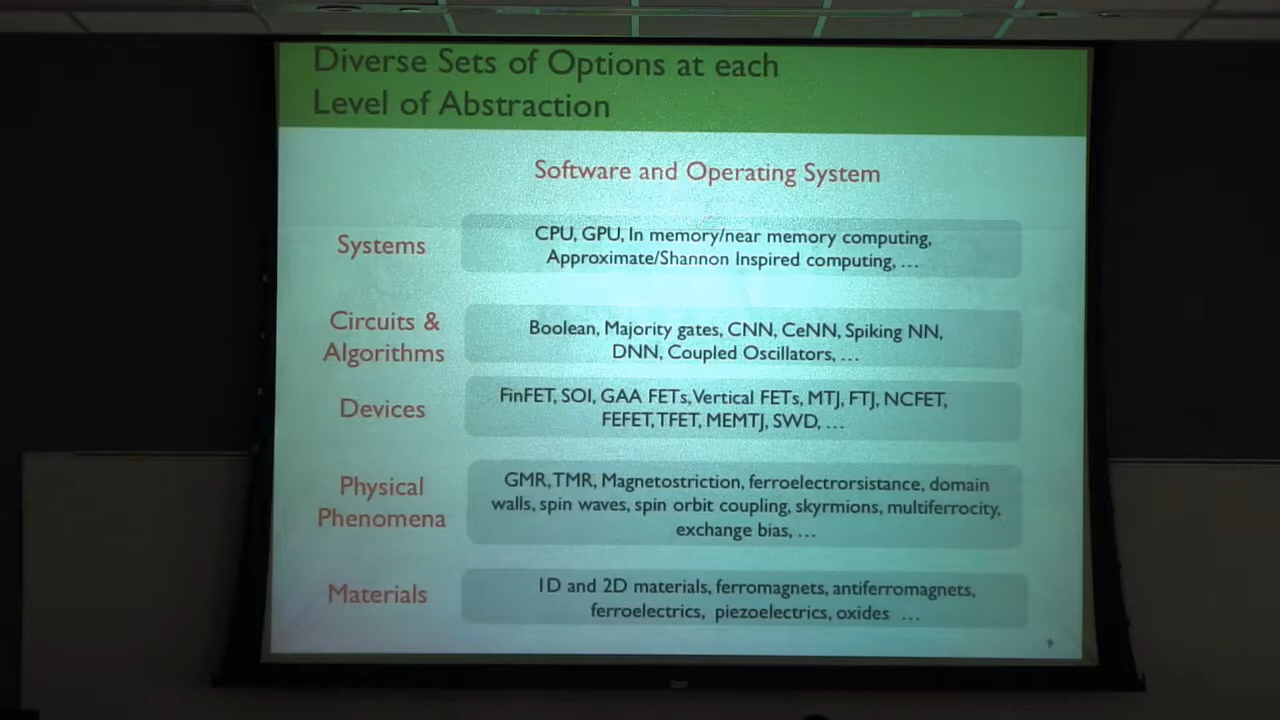 Diverse Sets of Options at each
Level of Abstraction
Software and Operating System
Systems
CPU, GPU, In memory/near memory computing,
Approximate/Shannon Inspired computing, …
Circuits &
Algorithms
Boolean, Majority gates, CNN, CeNN, Spiking NN,
DNN, Coupled Oscillators, …
Devices
FinFET, SOI, GAA FETs, Vertical FETs, MTJ, FTJ, NCFET,
FEFET, TFET, MEMTJ, SWD, …
Physical
Phenomena
GMR, TMR, Magnetostriction, ferroelectrorsistance, domain
walls, spin waves, spin orbit coupling, skyrmions, multiferrocity,
exchange bias, …
Materials
1D and 2D materials, ferromagnets, antiferromagnets,
ferroelectrics, piezoelectrics, oxides …
9